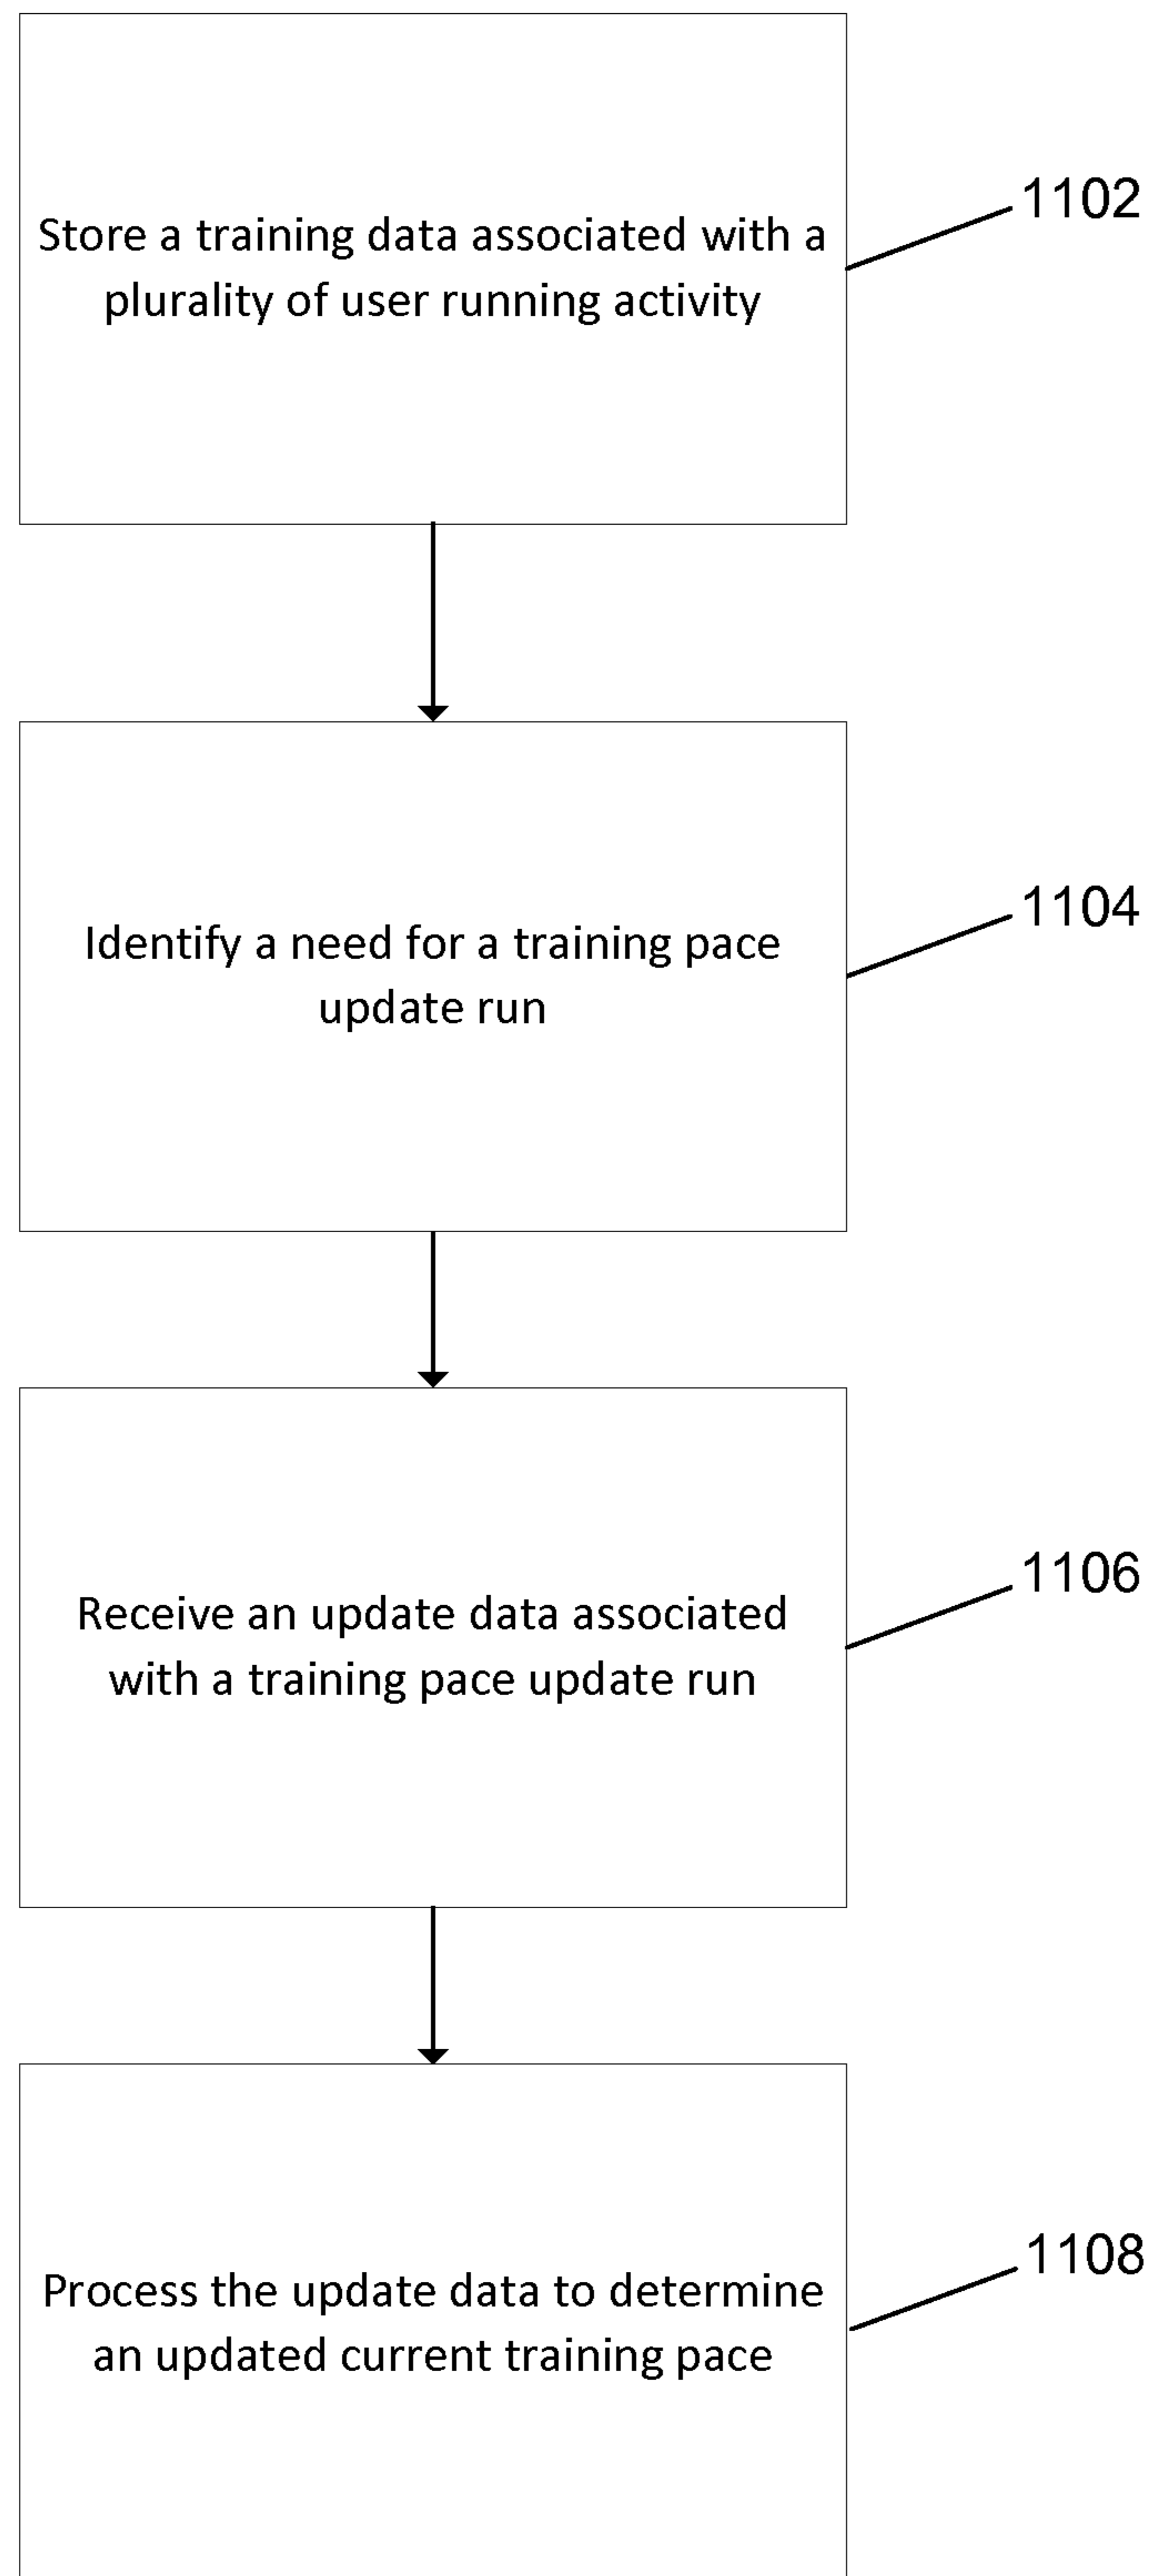 Store a training data associated with a
plurality of user running activity
1102
Identify a need for a training pace
update run
1104
Receive an update data associated
with a training pace update run
1106
Process the update data to determine
an updated current training pace
1108